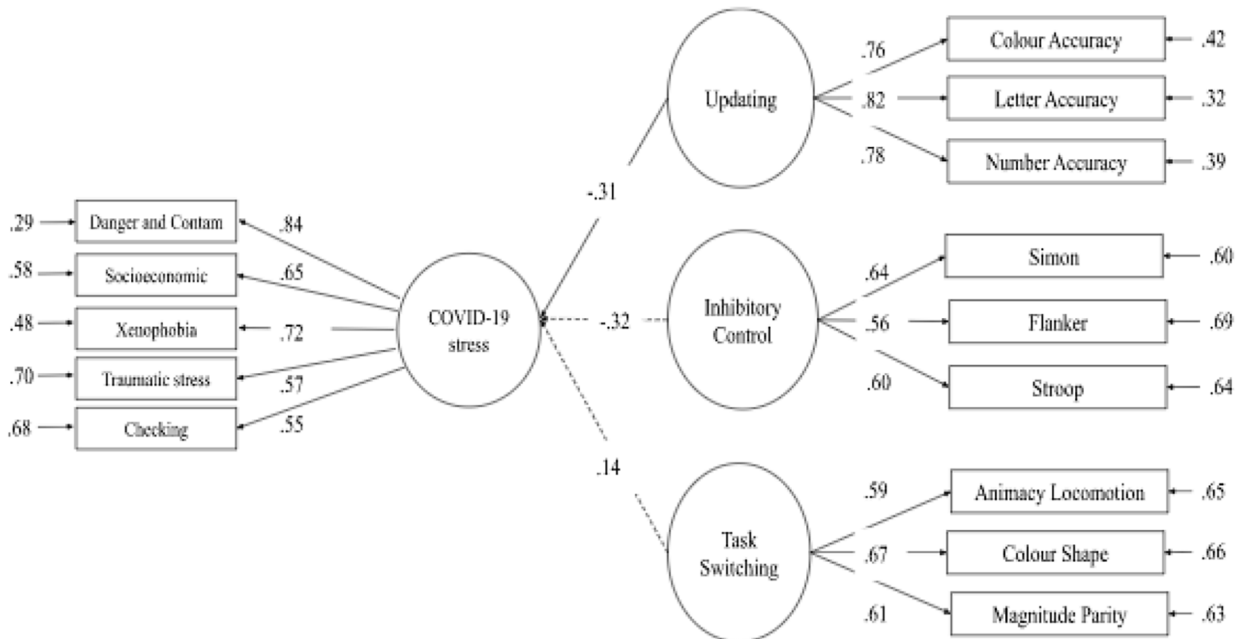 .76
Colour Accuracy
.42
Updating
.82
Letter Accuracy
.32
.78
Number Accuracy
.39
-.31
.29
Danger and Contam
.84
.58
Socioeconomic
.65
.48
Xenophobia
.72
.70
Traumatic stress
.57
.68
Checking
.55
COVID-19
stress
-.32
Inhibitory
Control
.64
Simon
.60
.56
Flanker
.69
.60
Stroop
.64
.14
Task
Switching
.59
Animacy Locomotion
.65
.67
Colour Shape
.66
.61
Magnitude Parity
.63